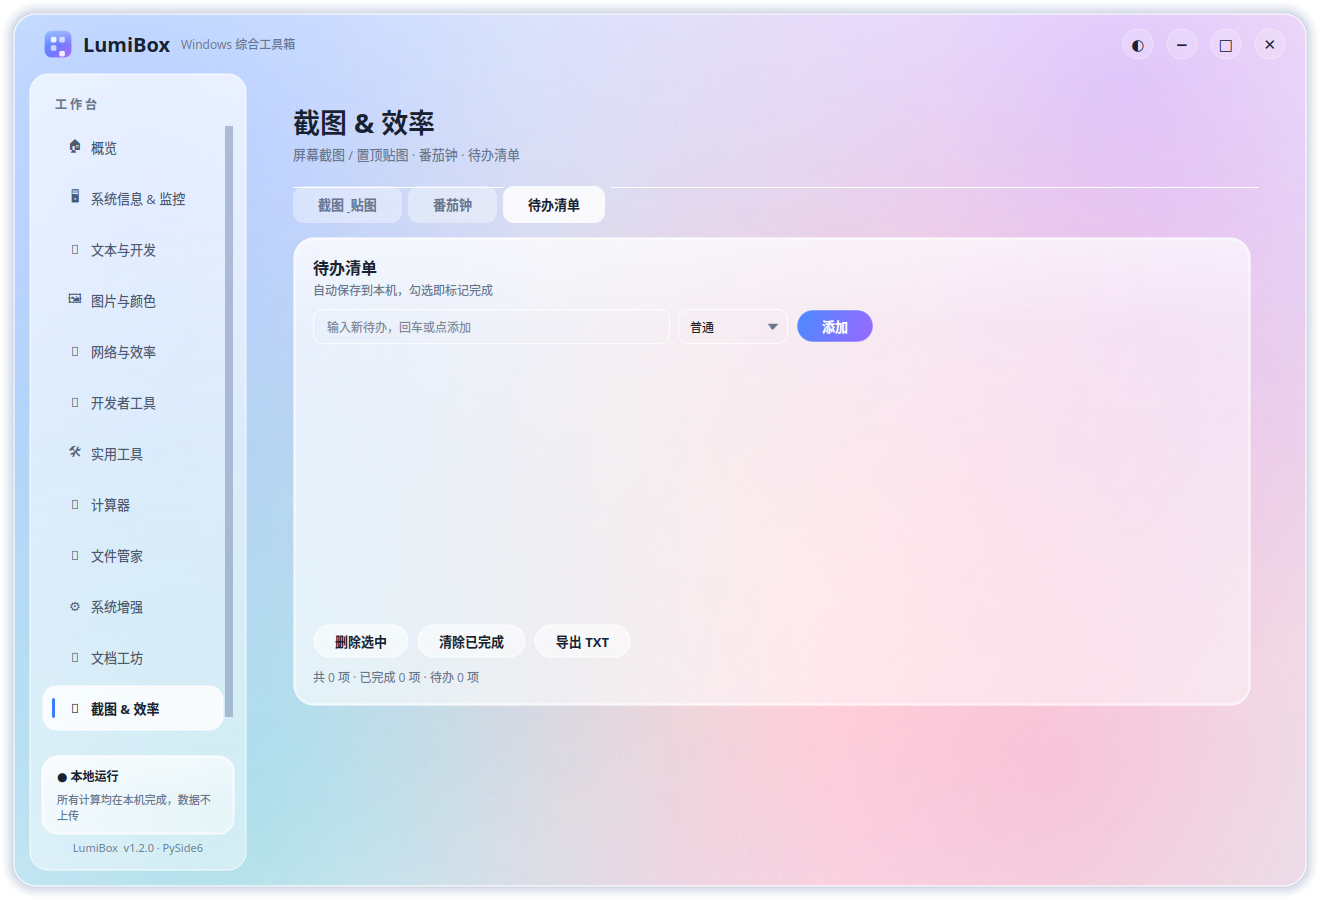 LumiBox Windows 综合工具箱
工作台
概览
系统信息 & 监控
文本与开发
图片与颜色
网络与效率
开发者工具
实用工具
计算器
文件管家
系统增强
文档工坊
截图 & 效率
● 本地运行
所有计算均在本机完成，数据不
上传
LumiBox v1.2.0 · PySide6
截图 & 效率
屏幕截图 / 置顶贴图 · 番茄钟 · 待办清单
截图 _贴图
番茄钟
待办清单
待办清单
自动保存到本机，勾选即标记完成
输入新待办，回车或点添加
普通
添加
删除选中
清除已完成
导出 TXT
共 0 项 · 已完成 0 项 · 待办 0 项